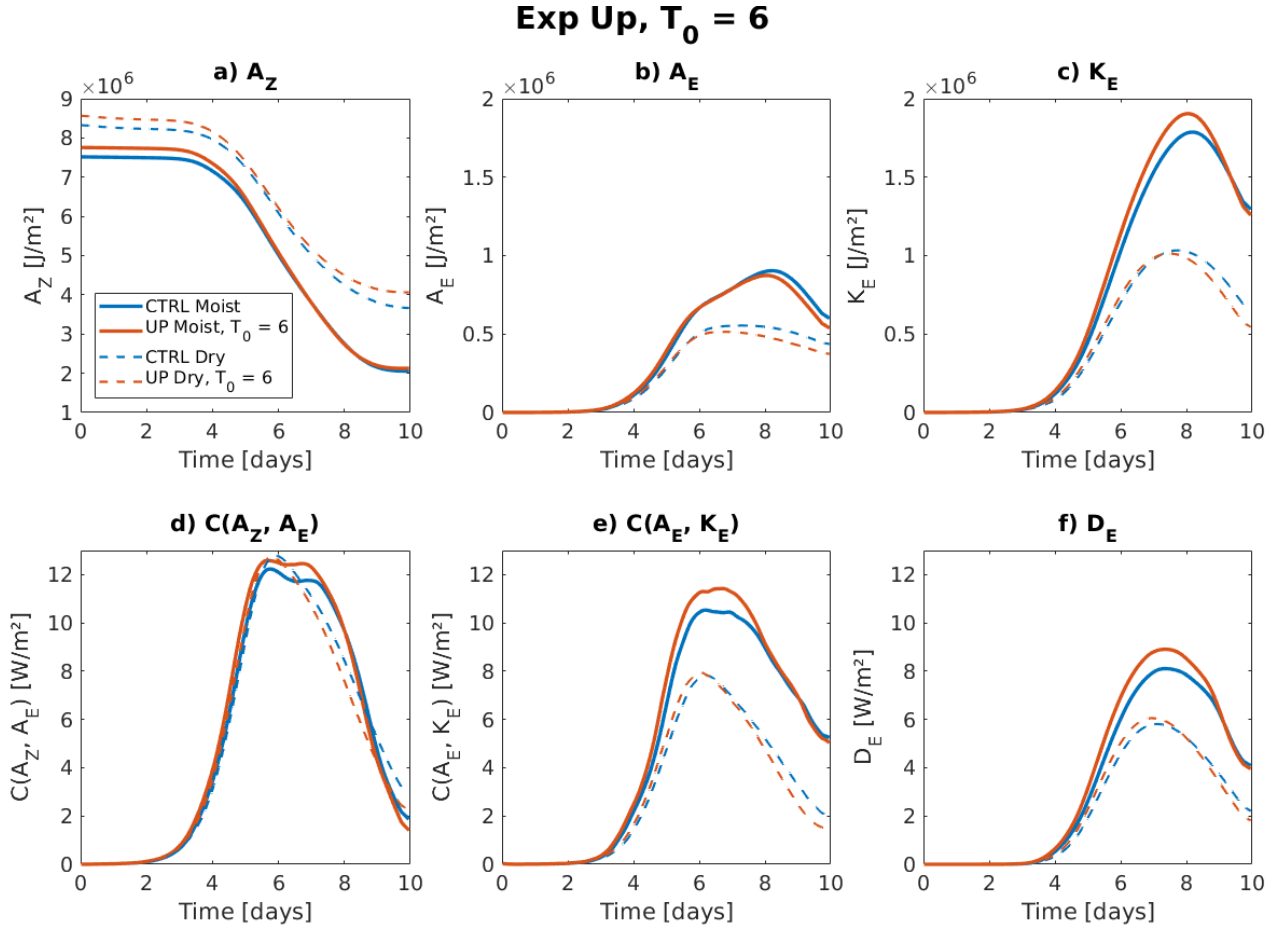 Exp Up, T0 = 6
a) AZ
×10^6
AZ [J/m²]
9
8
7
6
5
4
3
2
1
CTRL Moist
UP Moist, T0 = 6
CTRL Dry
UP Dry, T0 = 6
0 2 4 6 8 10
Time [days]
b) AE
×10^6
AE [J/m²]
2
1.5
1
0.5
0
0 2 4 6 8 10
Time [days]
c) KE
×10^6
KE [J/m²]
2
1.5
1
0.5
0
0 2 4 6 8 10
Time [days]
d) C(AZ, AE)
C(AZ, AE) [W/m²]
12
10
8
6
4
2
0
0 2 4 6 8 10
Time [days]
e) C(AE, KE)
C(AE, KE) [W/m²]
12
10
8
6
4
2
0
0 2 4 6 8 10
Time [days]
f) DE
DE [W/m²]
12
10
8
6
4
2
0
0 2 4 6 8 10
Time [days]